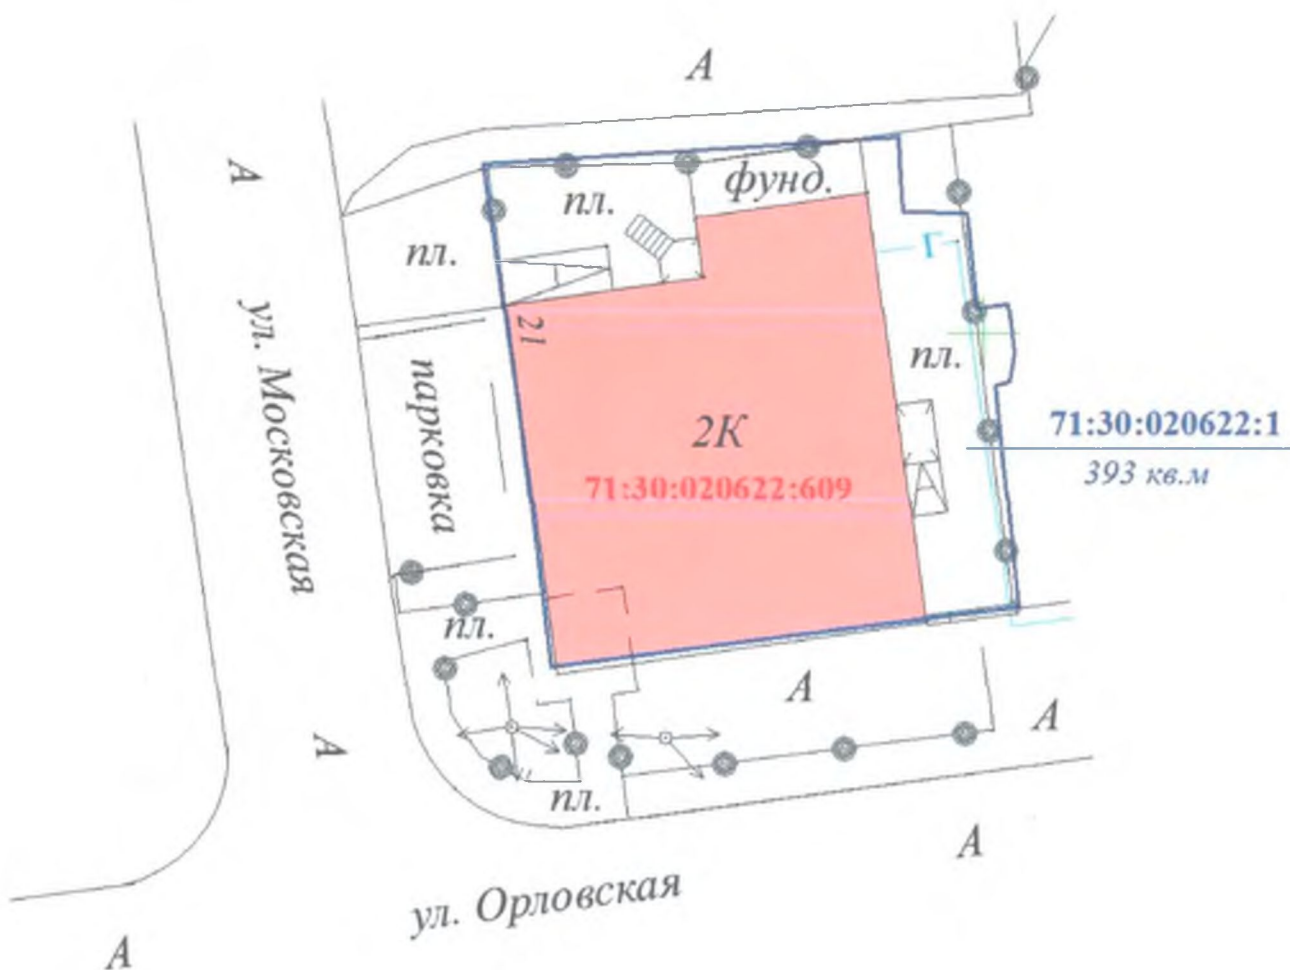 А
А
фунд.
пл.
пл.
Г
ул. Московская
21
пл.
парковка
2К
71:30:020622:1
393 кв.м
71:30:020622:609
пл.
А
А
А
пл.
А
ул. Орловская
А